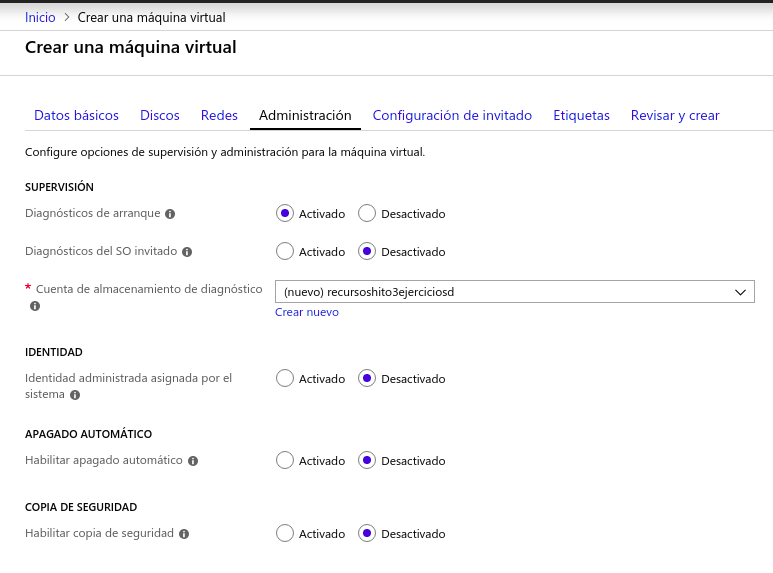 Inicio > Crear una máquina virtual
Crear una máquina virtual
Datos básicos Discos Redes Administración Configuración de invitado Etiquetas Revisar y crear
Configure opciones de supervisión y administración para la máquina virtual.
SUPERVISIÓN
Diagnósticos de arranque Activado Desactivado
Diagnósticos del SO invitado Activado Desactivado
* Cuenta de almacenamiento de diagnóstico (nuevo) recursoshito3ejerciciosd
Crear nuevo
IDENTIDAD
Identidad administrada asignada por el Activado Desactivado
sistema
APAGADO AUTOMÁTICO
Habilitar apagado automático Activado Desactivado
COPIA DE SEGURIDAD
Habilitar copia de seguridad Activado Desactivado